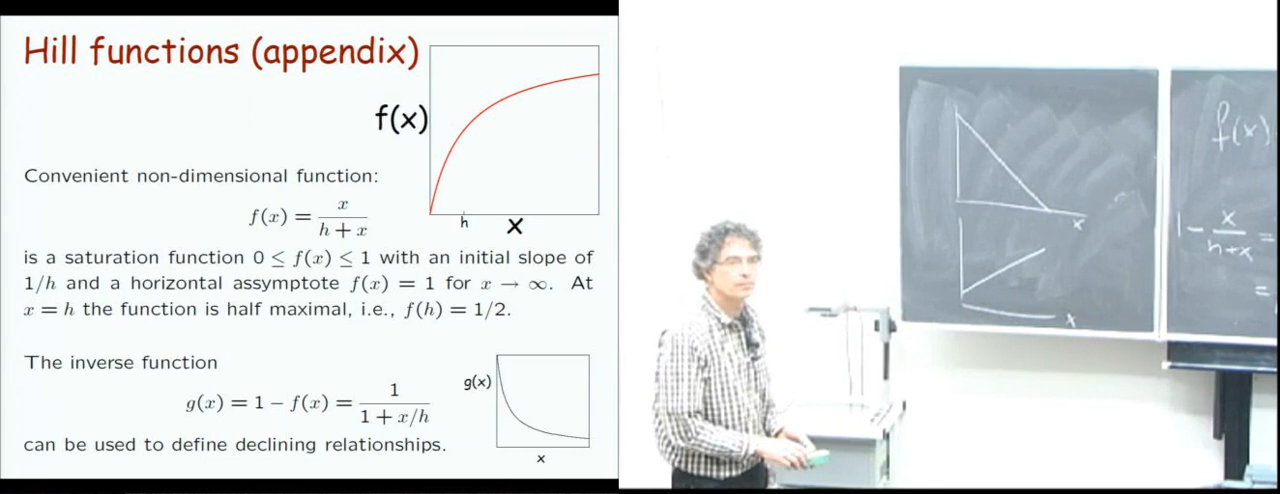 Hill functions (appendix)
f(x)
h
x
Convenient non-dimensional function:
f(x) = x / (h + x)
is a saturation function 0 ≤ f(x) ≤ 1 with an initial slope of
1/h and a horizontal assymptote f(x) = 1 for x → ∞. At
x = h the function is half maximal, i.e., f(h) = 1/2.
The inverse function
g(x) = 1 − f(x) = 1 / (1 + x/h)
can be used to define declining relationships.
g(x)
x
x
x
f(x)
1 - x / (h+x) =
=